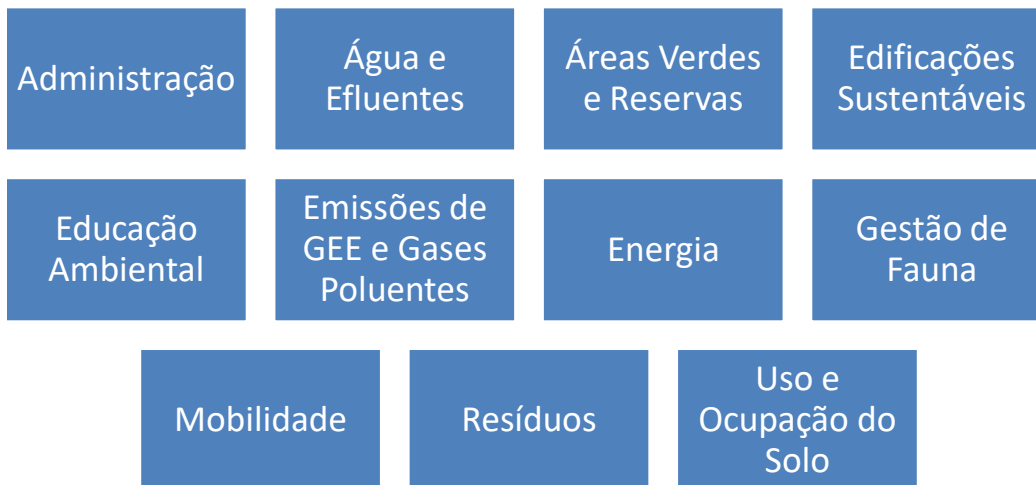 Administração
Água e
Efluentes
Áreas Verdes
e Reservas
Edificações
Sustentáveis
Educação
Ambiental
Emissões de
GEE e Gases
Poluentes
Energia
Gestão de
Fauna
Mobilidade
Resíduos
Uso e
Ocupação do
Solo